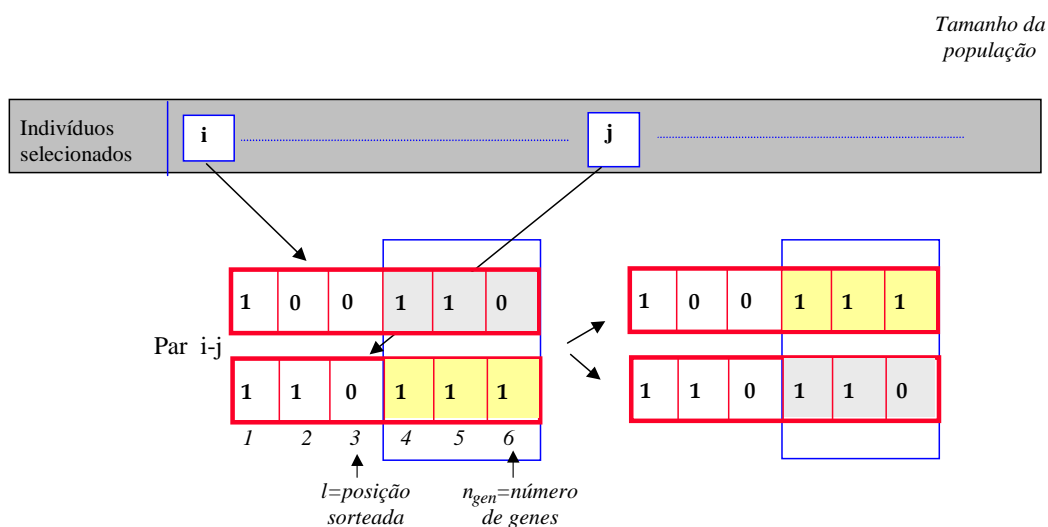 Tamanho da
população
Indivíduos
selecionados
i
j
1 0 0 1 1 0
1 0 0 1 1 1
Par i-j
1 1 0 1 1 1
1 1 0 1 1 0
1 2 3 4 5 6
l=posição
sorteada
ngen=número
de genes